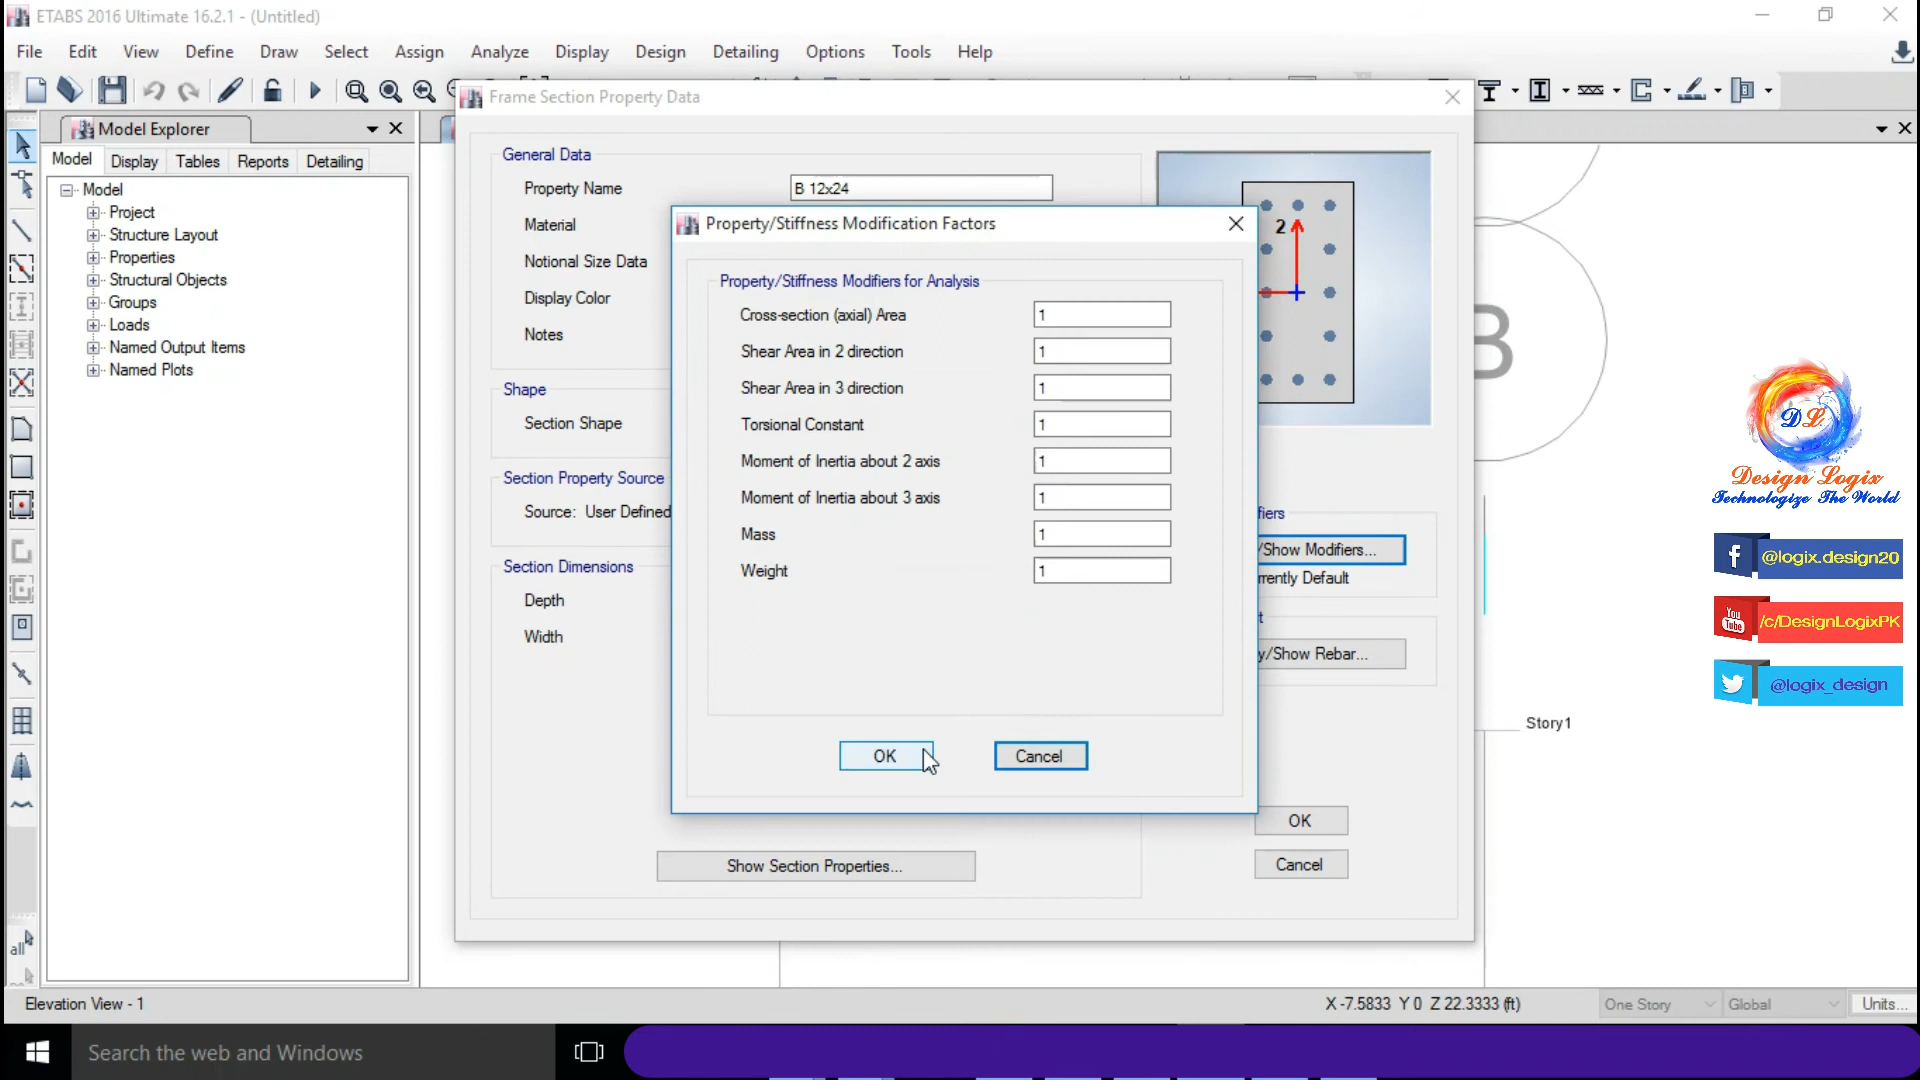 ETABS 2016 Ultimate 16.2.1 - (Untitled)
File Edit View Define Draw Select Assign Analyze Display Design Detailing Options Tools Help
Frame Section Property Data
Model Explorer
Model Display Tables Reports Detailing
Model
Project
Structure Layout
Properties
Structural Objects
Groups
Loads
Named Output Items
Named Plots
General Data
Property Name B 12x24
Material
Notional Size Data
Display Color
Notes
Shape
Section Shape
Section Property Source
Source: User Defined
Section Dimensions
Depth
Width
Show Section Properties...
Property/Stiffness Modification Factors
Property/Stiffness Modifiers for Analysis
Cross-section (axial) Area 1
Shear Area in 2 direction 1
Shear Area in 3 direction 1
Torsional Constant 1
Moment of Inertia about 2 axis 1
Moment of Inertia about 3 axis 1
Mass 1
Weight 1
OK Cancel
2
fiers
/Show Modifiers...
rrently Default
t
y/Show Rebar...
OK
Cancel
B
Story1
DL
Design Logix
Technologize The World
f @logix.design20
You Tube /c/DesignLogixPK
@logix_design
all
Elevation View - 1
X -7.5833 Y 0 Z 22.3333 (ft)
One Story Global Units...
Search the web and Windows